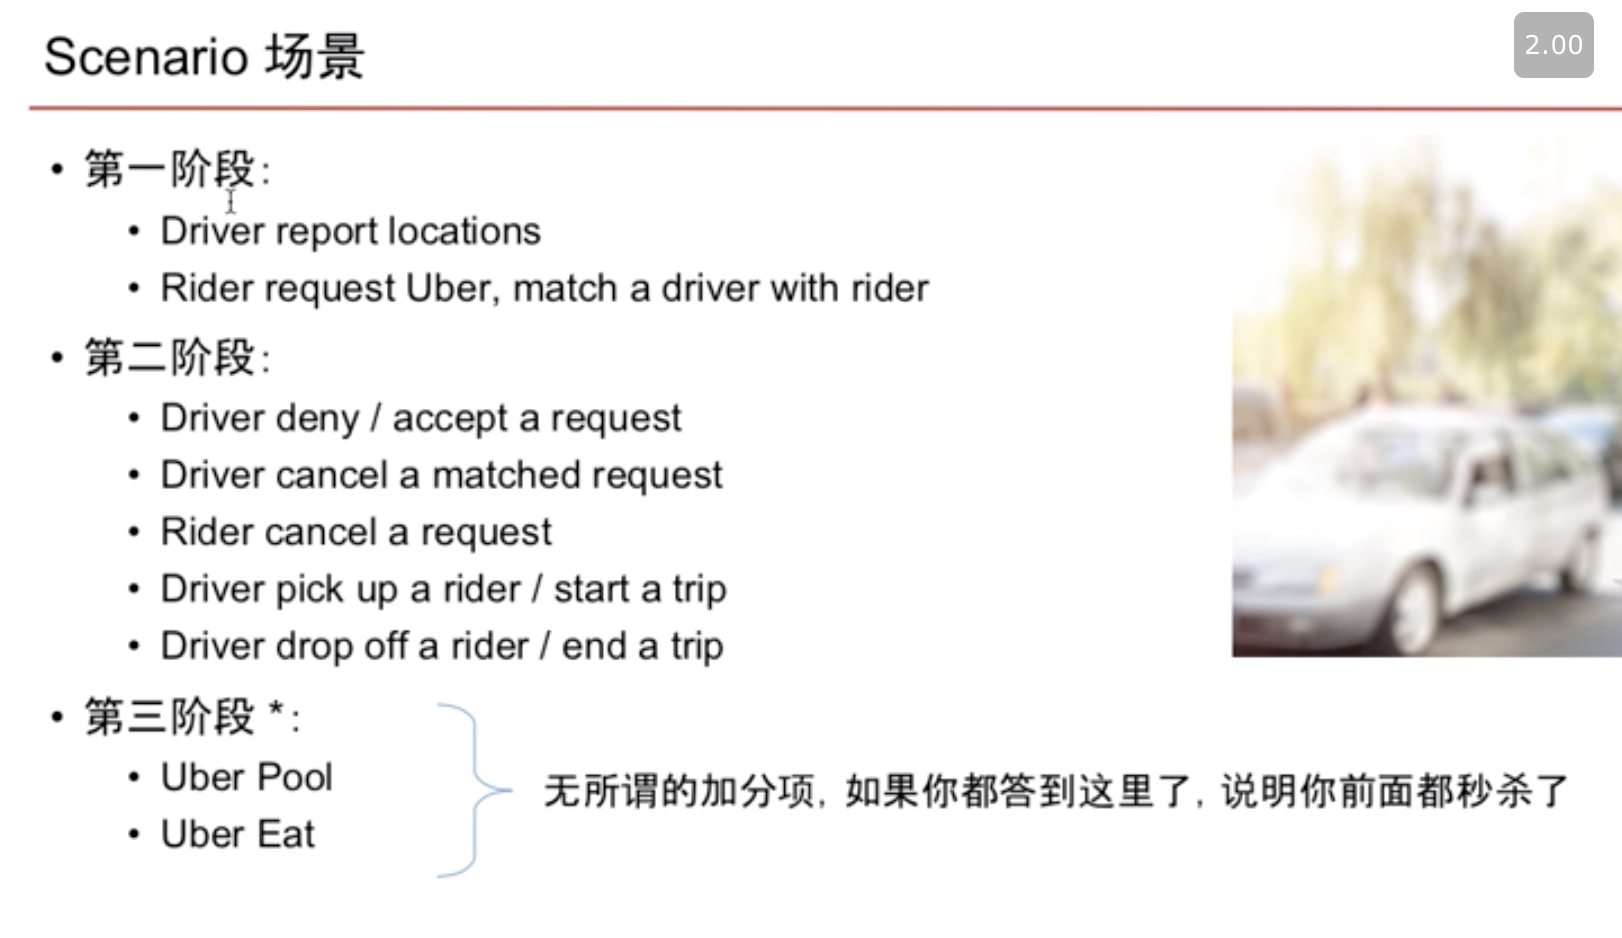 Scenario 场景
2.00
• 第一阶段：
• Driver report locations
• Rider request Uber, match a driver with rider
• 第二阶段：
• Driver deny / accept a request
• Driver cancel a matched request
• Rider cancel a request
• Driver pick up a rider / start a trip
• Driver drop off a rider / end a trip
• 第三阶段 *：
• Uber Pool
• Uber Eat
无所谓的加分项，如果你都答到这里了，说明你前面都秒杀了